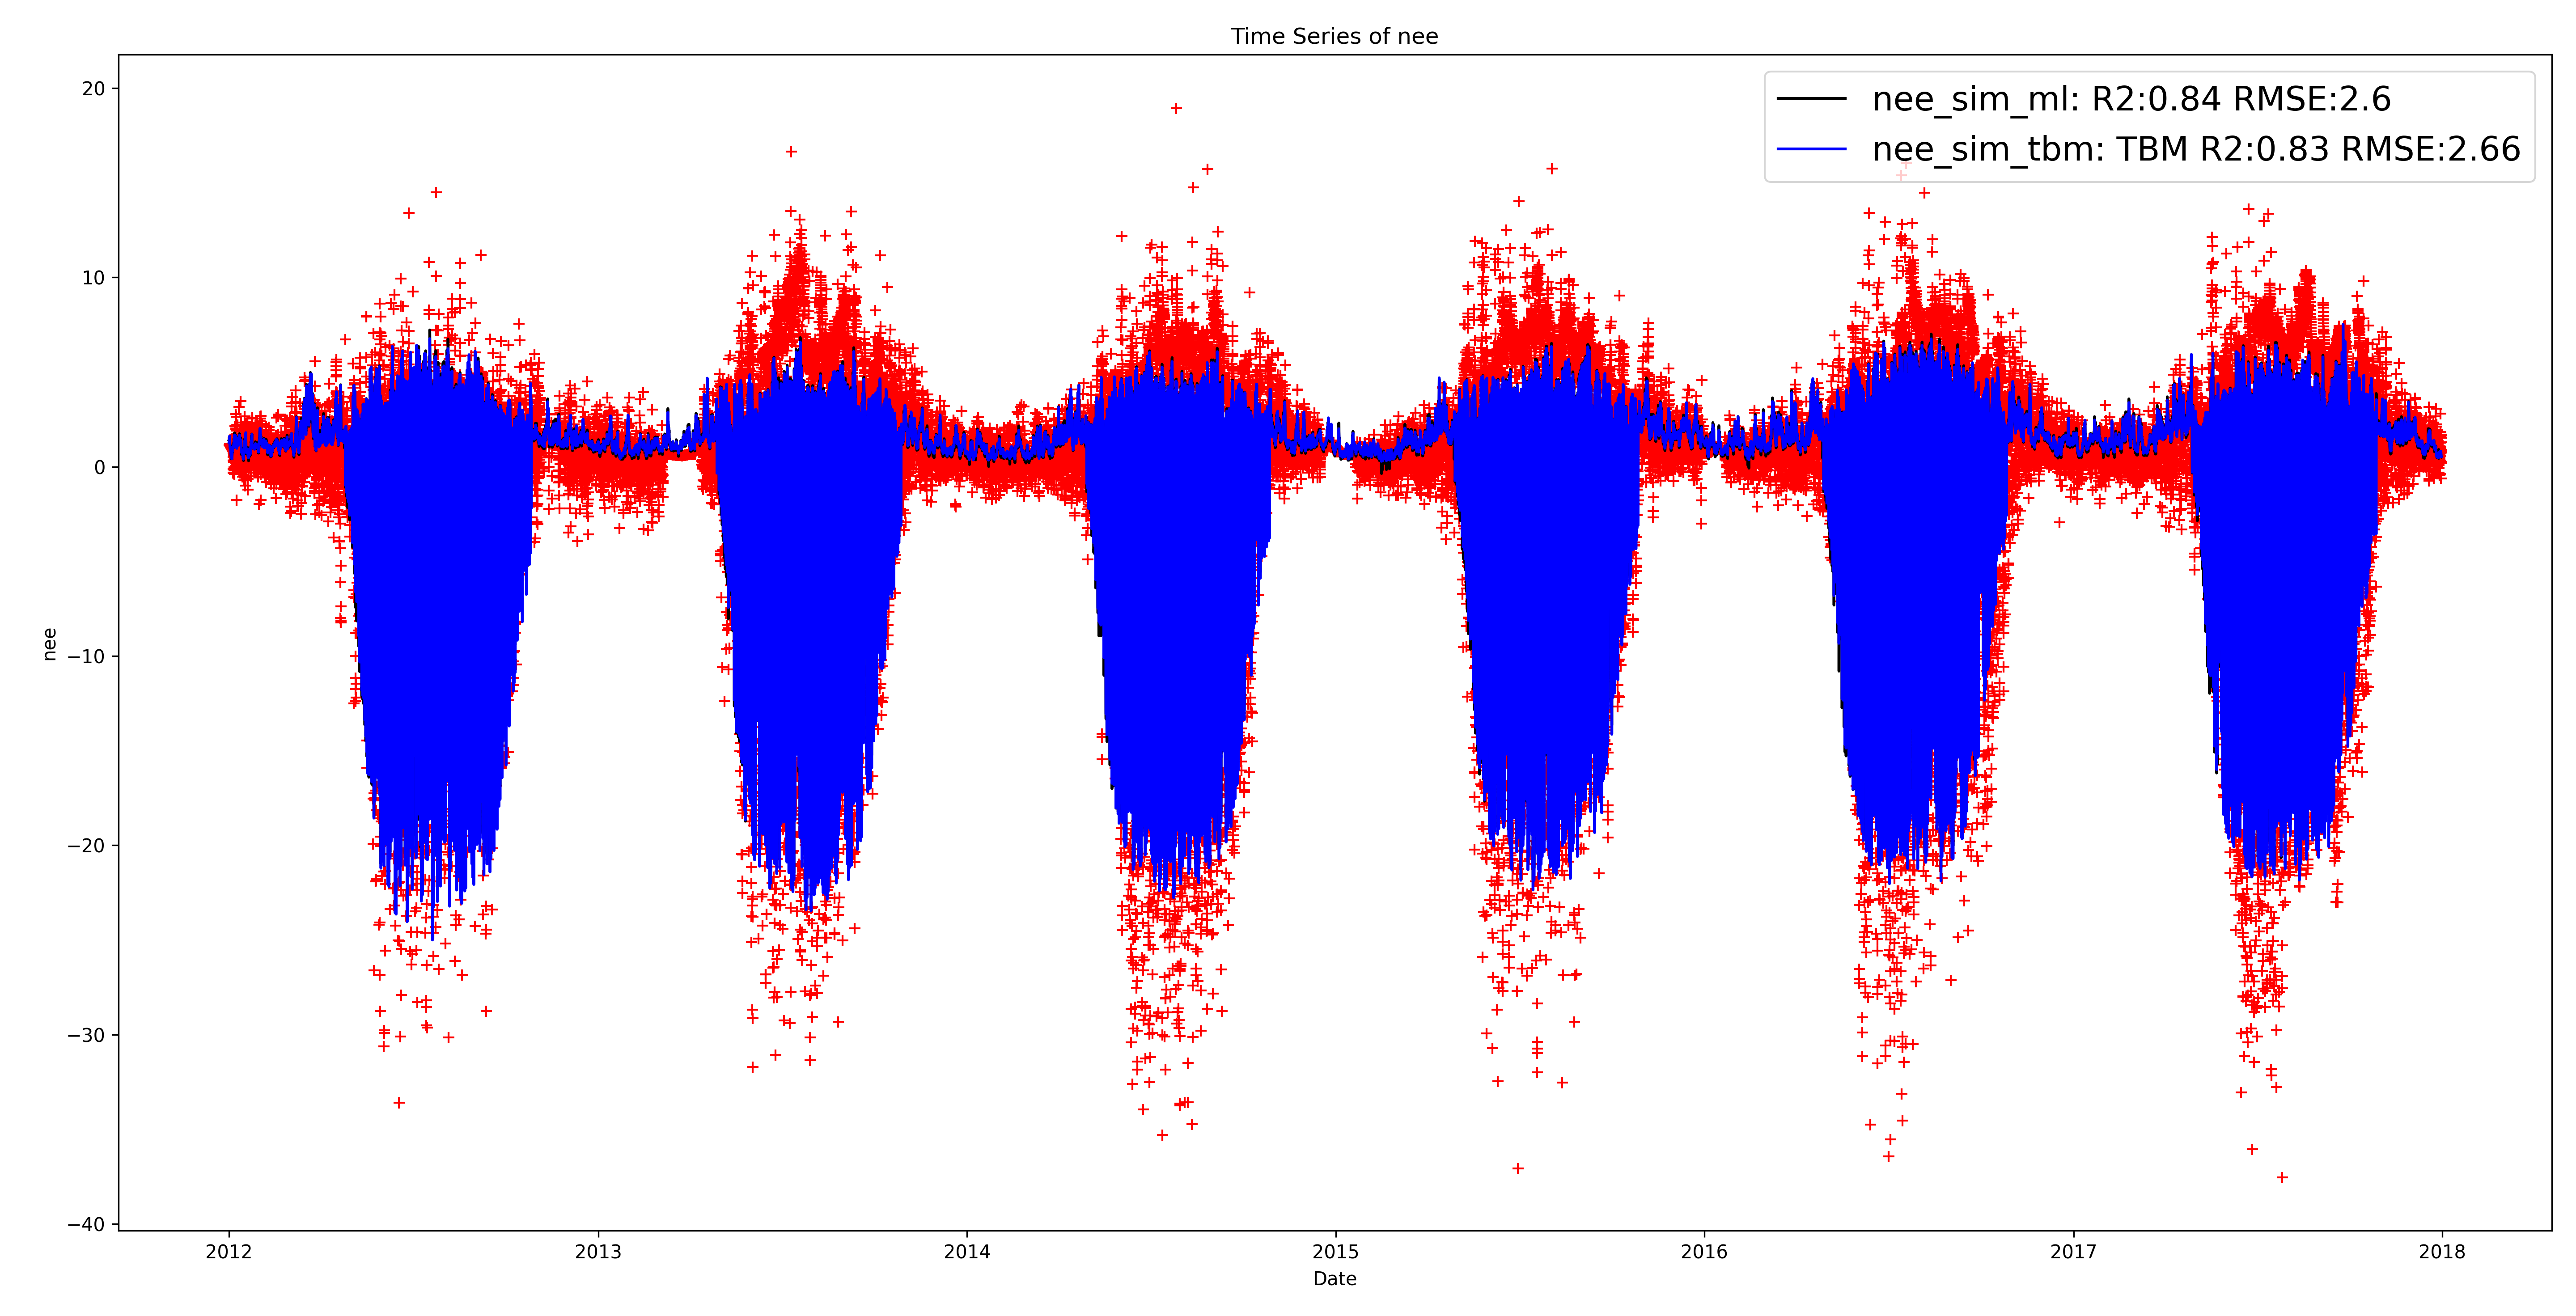 Time Series of nee
nee_sim_ml: R2:0.84 RMSE:2.6
nee_sim_tbm: TBM R2:0.83 RMSE:2.66
20
10
0
−10
−20
−30
−40
nee
2012
2013
2014
2015
2016
2017
2018
Date